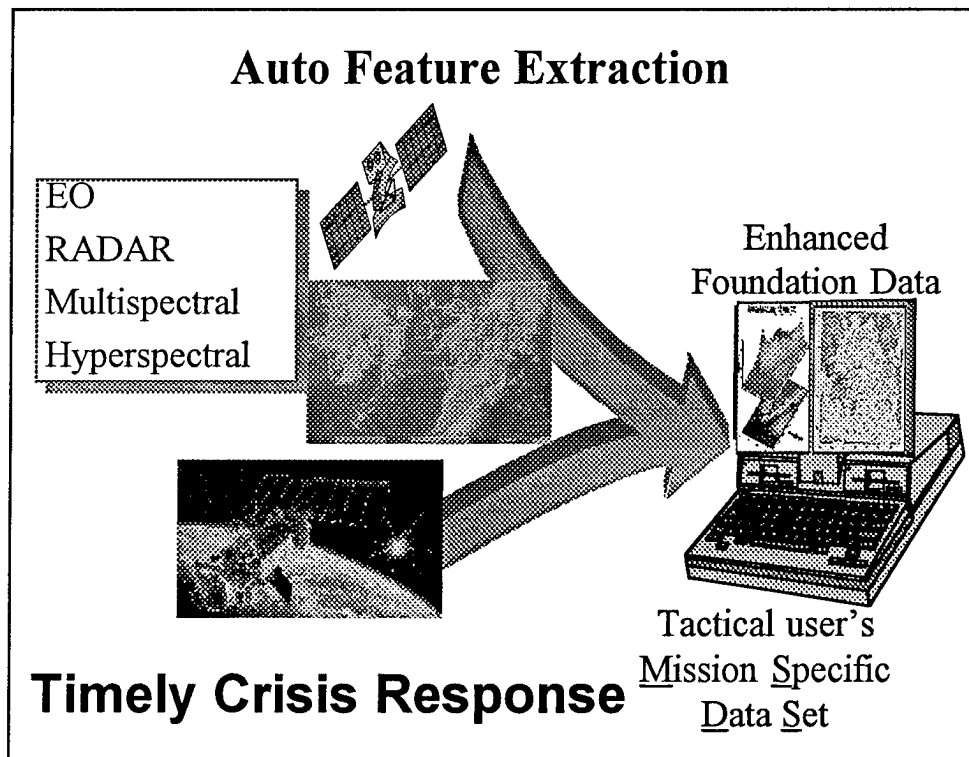 Auto Feature Extraction
EO
RADAR
Multispectral
Hyperspectral
Enhanced
Foundation Data
Tactical user's
Mission Specific
Data Set
Timely Crisis Response